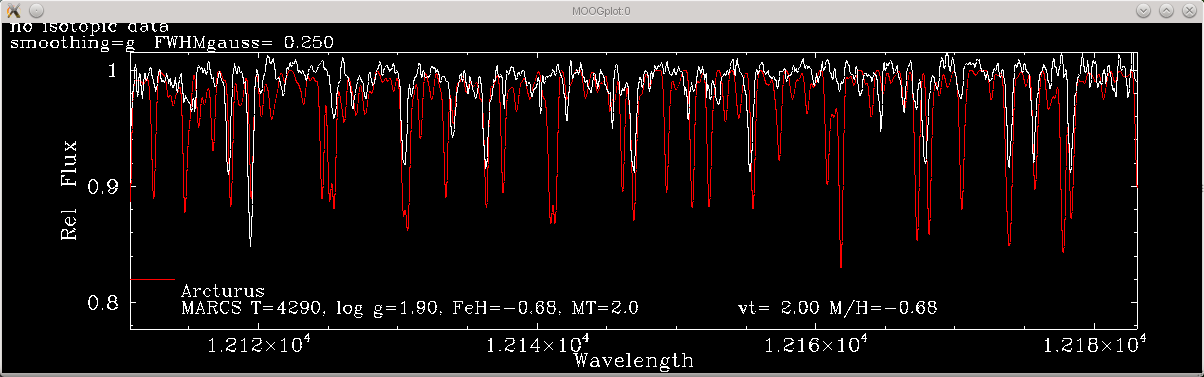 MOOGplot:0
no isotopic data
smoothing=g FWHMgauss= 0.250
1
0.9
0.8
Rel Flux
Arcturus
MARCS T=4290, log g=1.90, FeH=−0.68, MT=2.0 vt= 2.00 M/H=−0.68
1.212×10⁴ 1.214×10⁴ 1.216×10⁴ 1.218×10⁴
Wavelength